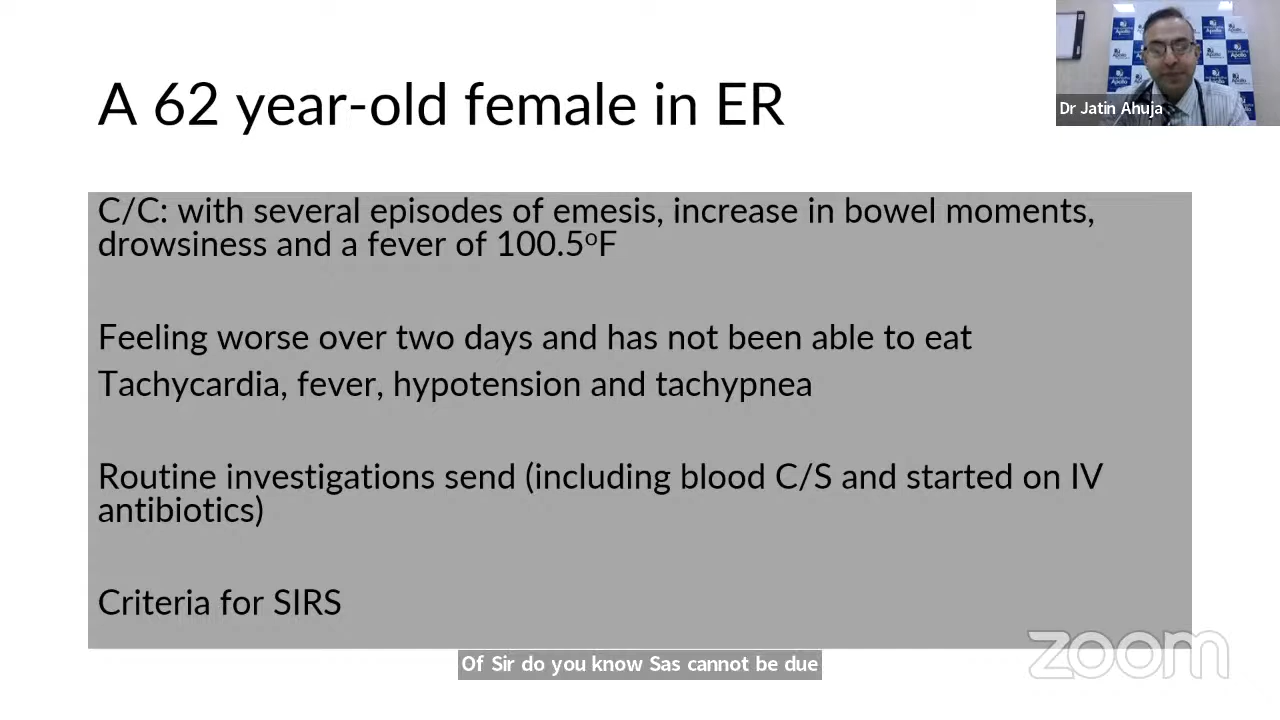 A 62 year-old female in ER
Dr Jatin Ahuja
C/C: with several episodes of emesis, increase in bowel moments,
drowsiness and a fever of 100.5ºF
Feeling worse over two days and has not been able to eat
Tachycardia, fever, hypotension and tachypnea
Routine investigations send (including blood C/S and started on IV
antibiotics)
Criteria for SIRS
zoom
Of Sir do you know Sas cannot be due